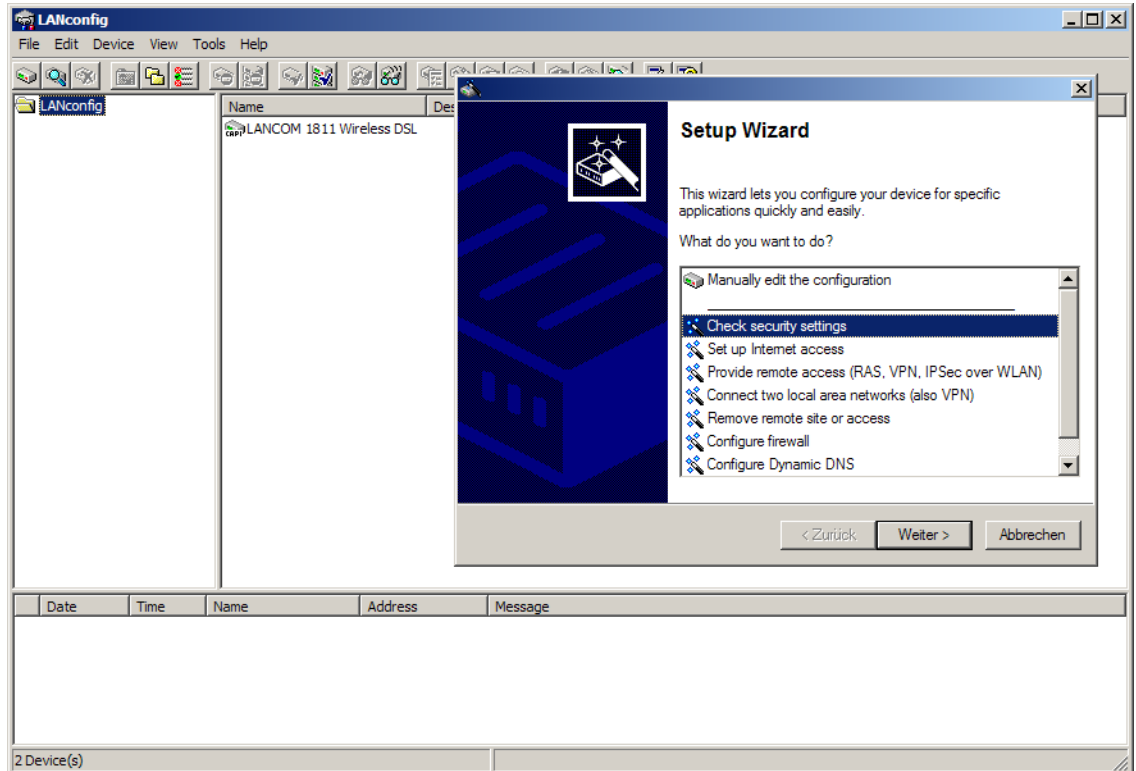 LANconfig
File Edit Device View Tools Help
LANconfig
Name Des
CAPI LANCOM 1811 Wireless DSL
Setup Wizard
This wizard lets you configure your device for specific
applications quickly and easily.
What do you want to do?
Manually edit the configuration
Check security settings
Set up Internet access
Provide remote access (RAS, VPN, IPSec over WLAN)
Connect two local area networks (also VPN)
Remove remote site or access
Configure firewall
Configure Dynamic DNS
< Zurück Weiter > Abbrechen
Date Time Name Address Message
2 Device(s)